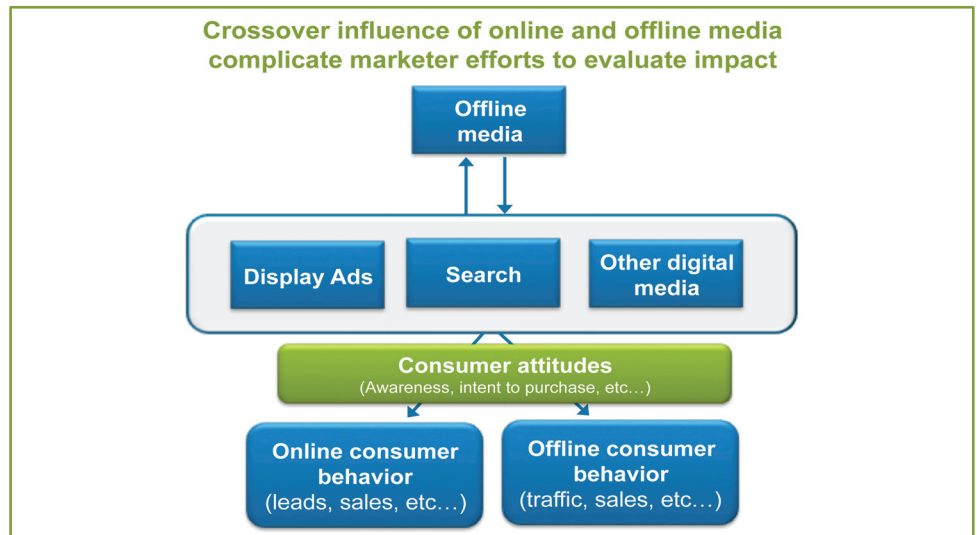 Crossover influence of online and offline media
complicate marketer efforts to evaluate impact
Offline
media
Display Ads
Search
Other digital
media
Consumer attitudes
(Awareness, intent to purchase, etc…)
Online consumer
behavior
(leads, sales, etc…)
Offline consumer
behavior
(traffic, sales, etc…)